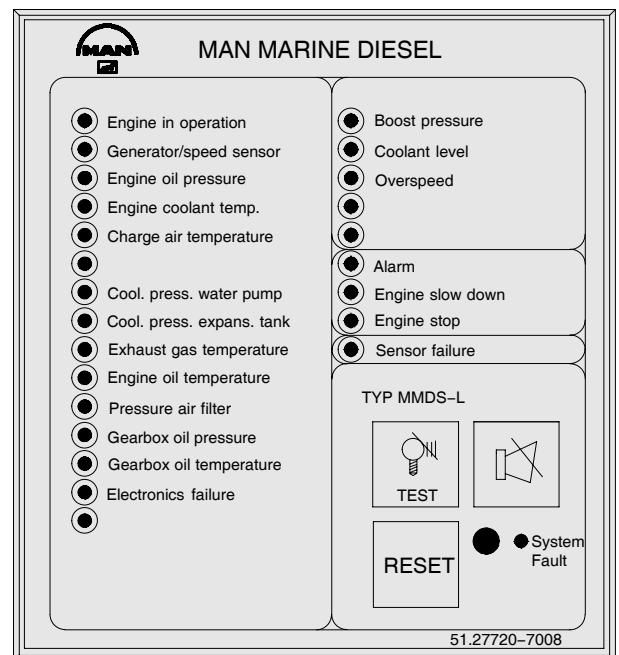 MAN
MAN MARINE DIESEL
Engine in operation
Generator/speed sensor
Engine oil pressure
Engine coolant temp.
Charge air temperature
Cool. press. water pump
Cool. press. expans. tank
Exhaust gas temperature
Engine oil temperature
Pressure air filter
Gearbox oil pressure
Gearbox oil temperature
Electronics failure
Boost pressure
Coolant level
Overspeed
Alarm
Engine slow down
Engine stop
Sensor failure
TYP MMDS−L
TEST
RESET
System
Fault
51.27720−7008